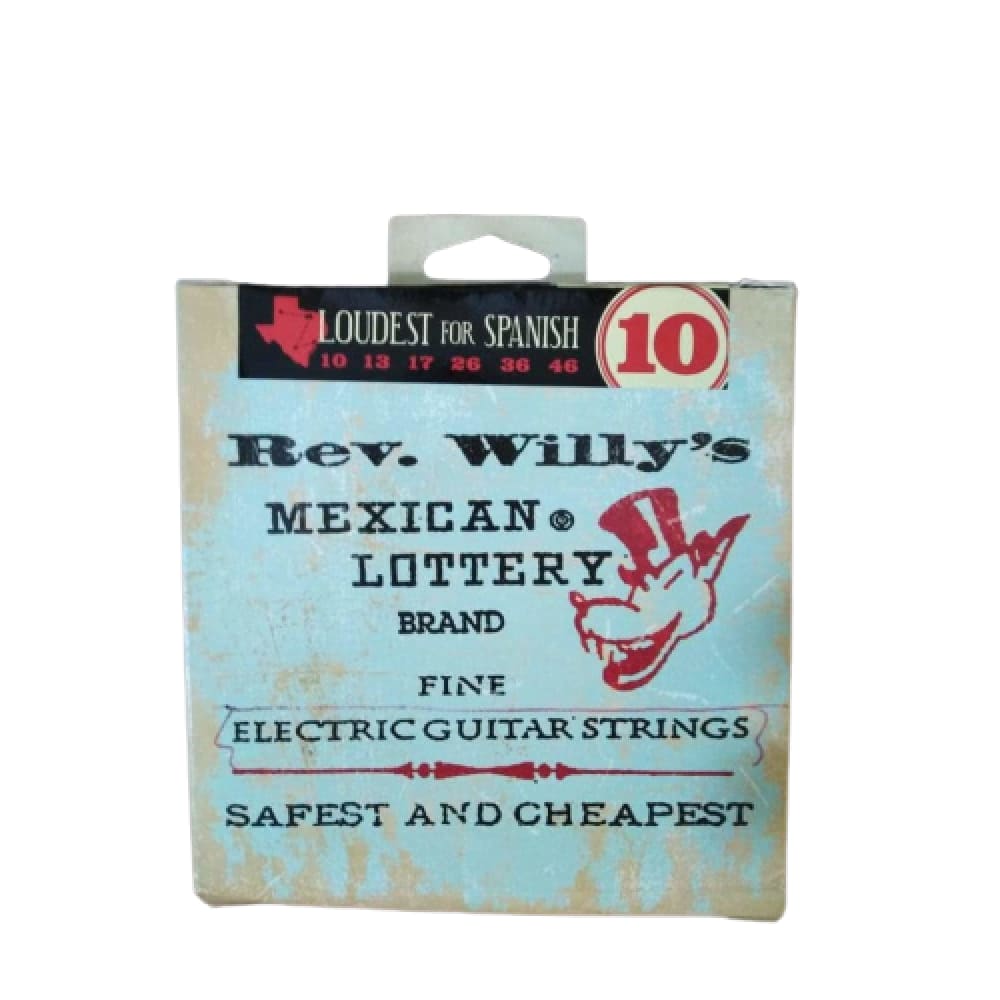 LOUDEST FOR SPANISH
10 13 17 26 36 46
10
Rev. Willy's
MEXICAN
LOTTERY
BRAND
FINE
ELECTRIC GUITAR STRINGS
SAFEST AND CHEAPEST